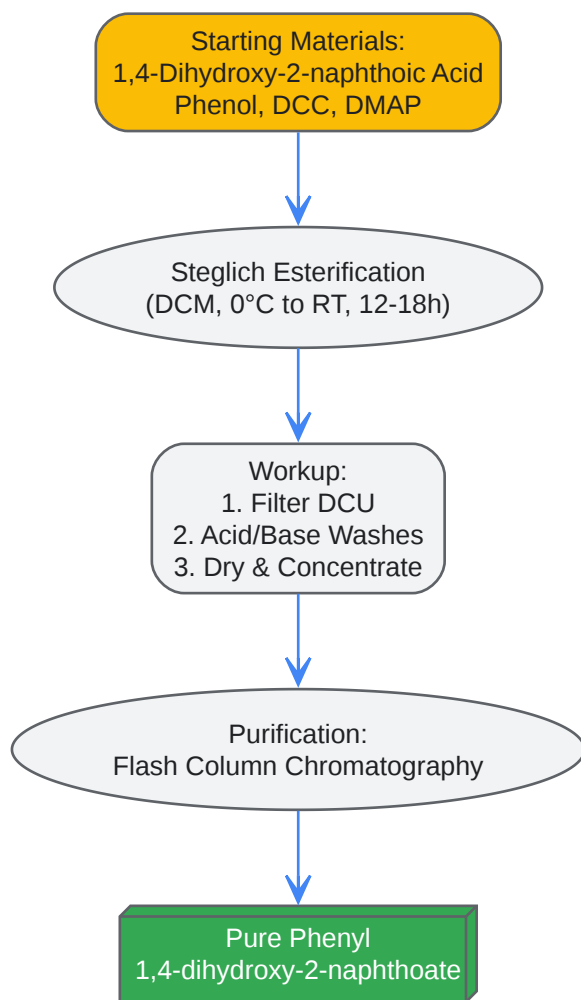 Starting Materials:
1,4-Dihydroxy-2-naphthoic Acid
Phenol, DCC, DMAP
Steglich Esterification
(DCM, 0°C to RT, 12-18h)
Workup:
1. Filter DCU
2. Acid/Base Washes
3. Dry & Concentrate
Purification:
Flash Column Chromatography
Pure Phenyl
1,4-dihydroxy-2-naphthoate